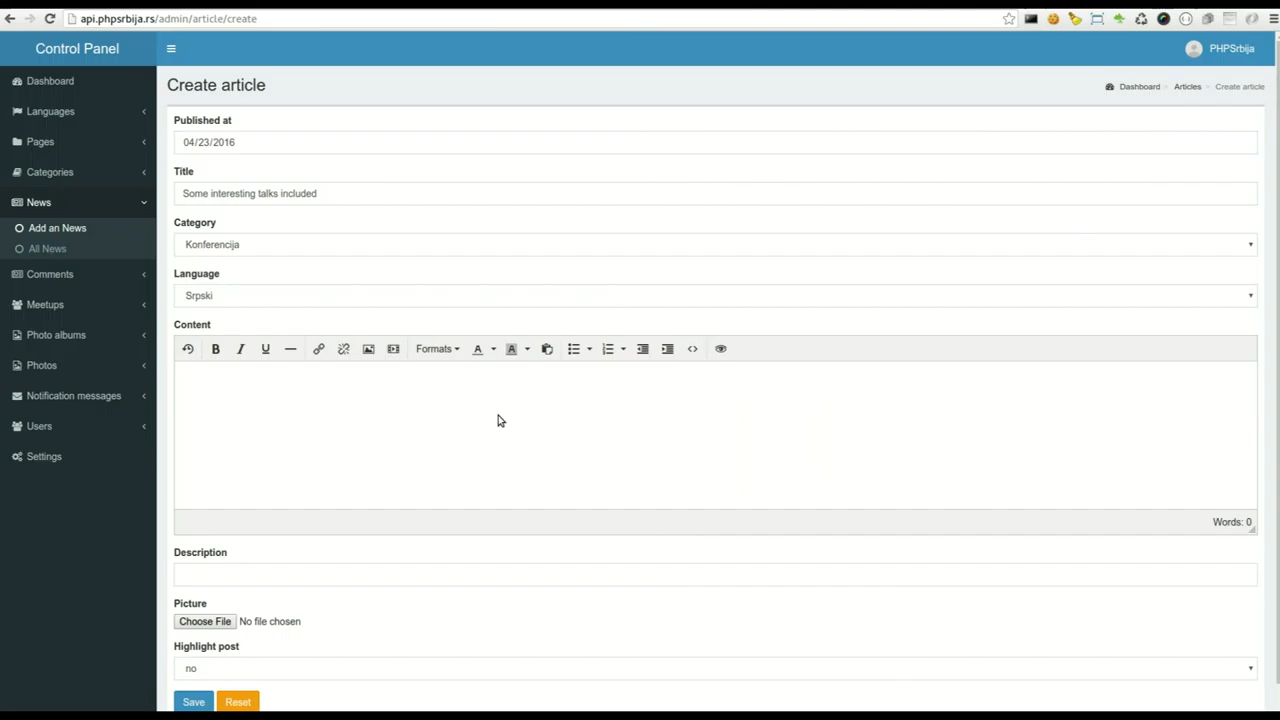 api.phpsrbija.rs/admin/article/create
Control Panel
PHPSrbija
Dashboard
Languages
Pages
Categories
News
Add an News
All News
Comments
Meetups
Photo albums
Photos
Notification messages
Users
Settings
Create article
Dashboard
Articles
Create article
Published at
04/23/2016
Title
Some interesting talks included
Category
Konferencija
Language
Srpski
Content
B I U
Formats A A
Words: 0
Description
Picture
Choose File No file chosen
Highlight post
no
Save Reset